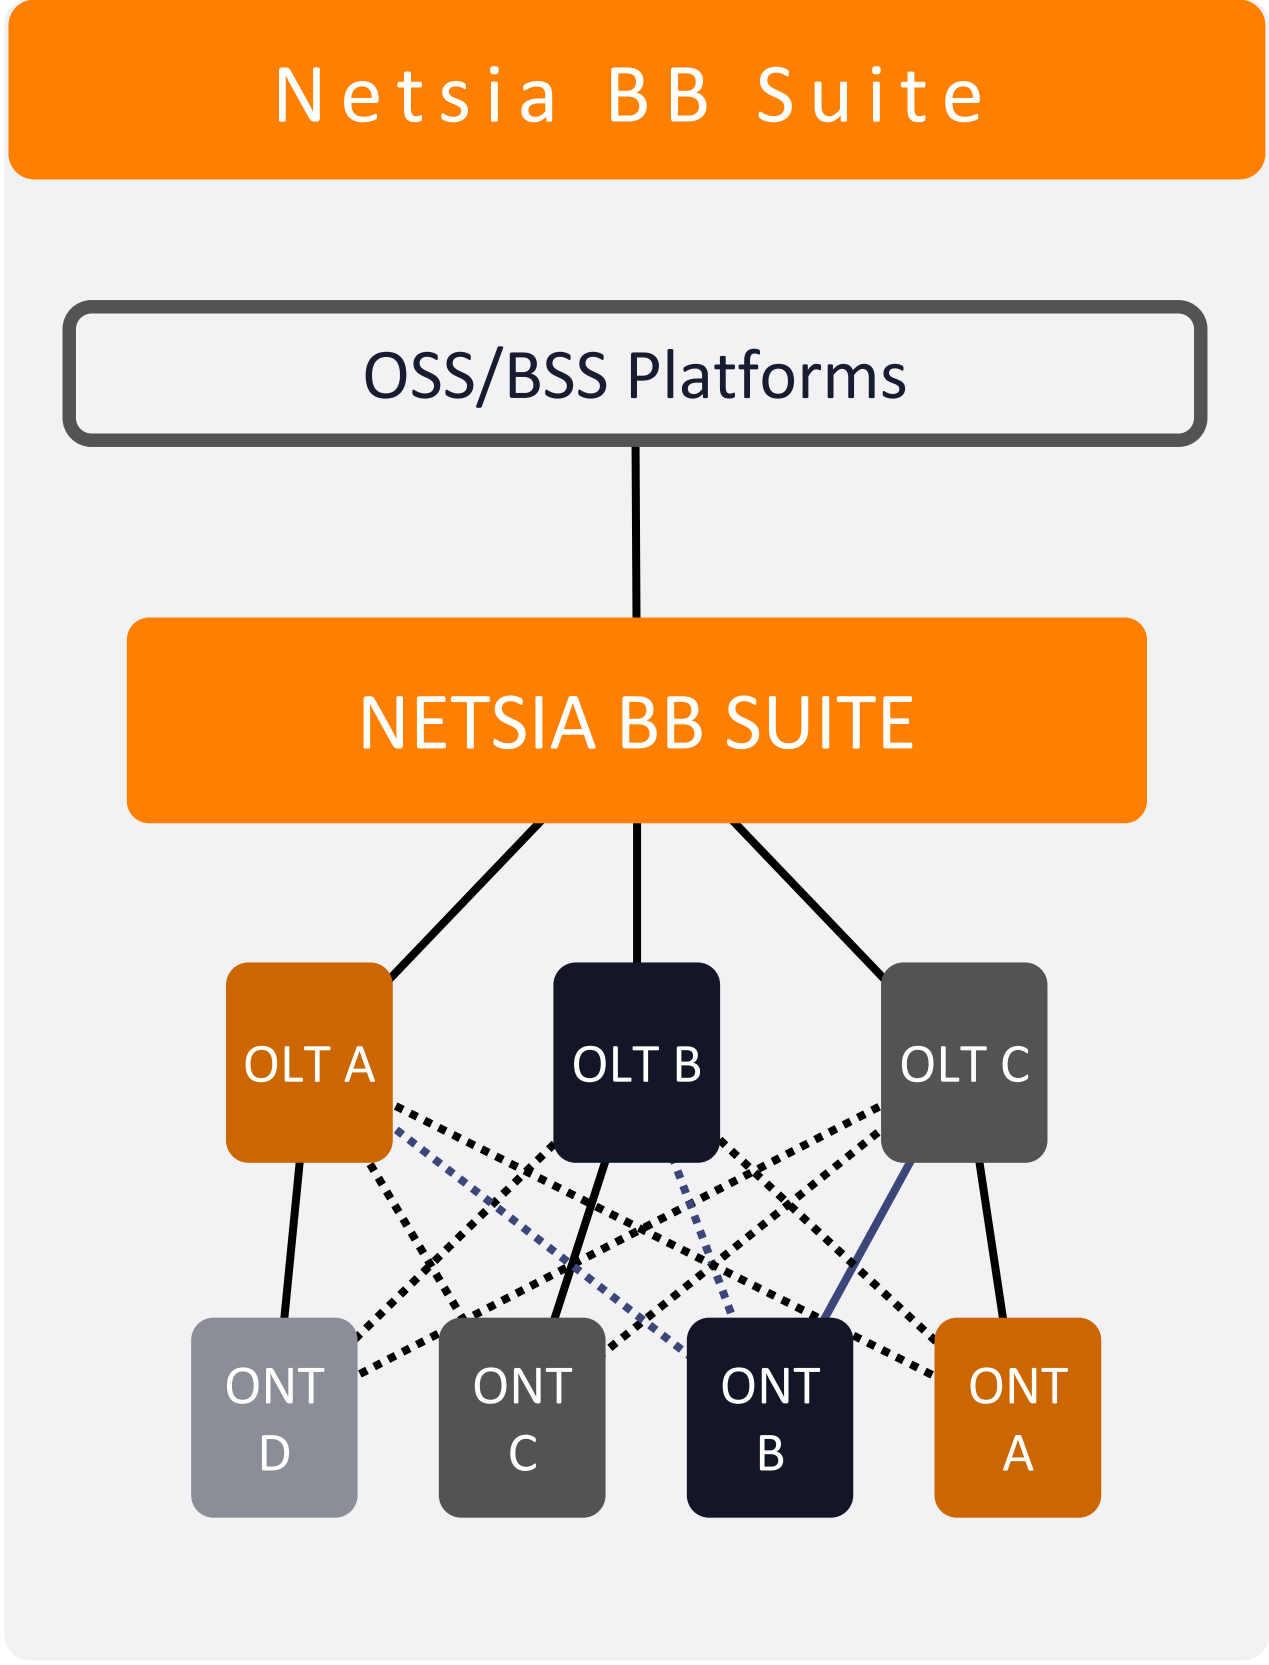 Netsia BB Suite
OSS/BSS Platforms
NETSIA BB SUITE
OLT A
OLT B
OLT C
ONT
D
ONT
C
ONT
B
ONT
A